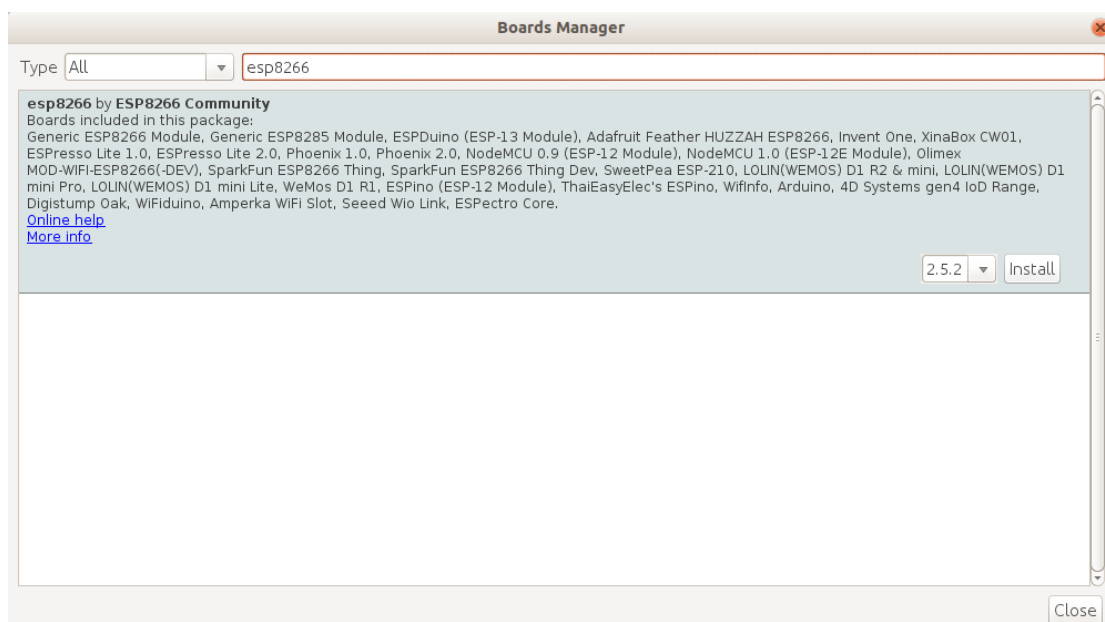 Boards Manager
Type All esp8266
esp8266 by ESP8266 Community
Boards included in this package:
Generic ESP8266 Module, Generic ESP8285 Module, ESPDuino (ESP-13 Module), Adafruit Feather HUZZAH ESP8266, Invent One, XinaBox CW01,
ESPresso Lite 1.0, ESPresso Lite 2.0, Phoenix 1.0, Phoenix 2.0, NodeMCU 0.9 (ESP-12 Module), NodeMCU 1.0 (ESP-12E Module), Olimex
MOD-WIFI-ESP8266(-DEV), SparkFun ESP8266 Thing, SparkFun ESP8266 Thing Dev, SweetPea ESP-210, LOLIN(WEMOS) D1 R2 & mini, LOLIN(WEMOS) D1
mini Pro, LOLIN(WEMOS) D1 mini Lite, WeMos D1 R1, ESPino (ESP-12 Module), ThaiEasyElec's ESPino, WifInfo, Arduino, 4D Systems gen4 IoD Range,
Digistump Oak, WiFiduino, Amperka WiFi Slot, Seeed Wio Link, ESPectro Core.
Online help
More info
2.5.2 Install
Close